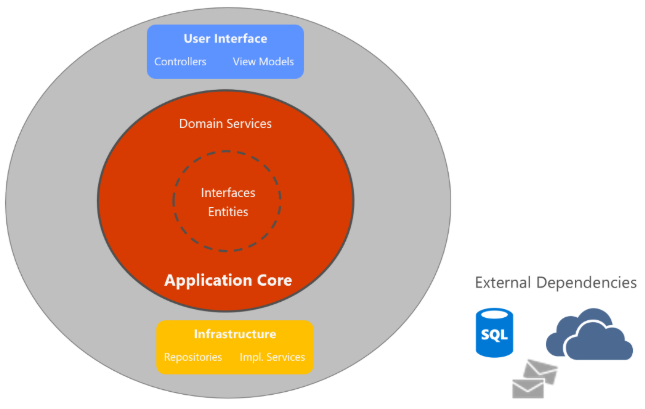 User Interface
Controllers View Models
Domain Services
Interfaces
Entities
Application Core
Infrastructure
Repositories Impl. Services
External Dependencies
SQL